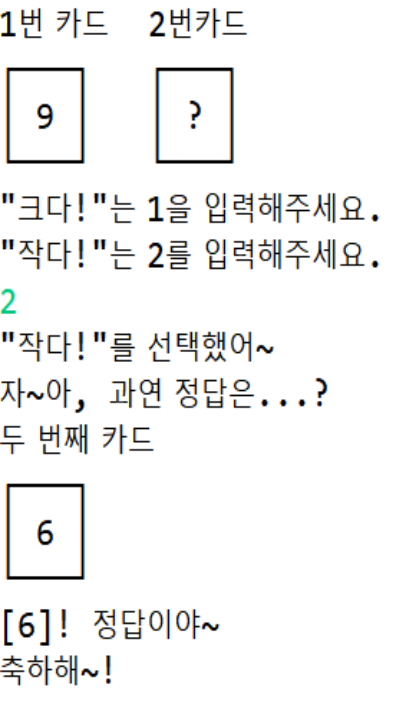 1번 카드  2번카드
9  ?
"크다!"는 1을 입력해주세요.
"작다!"는 2를 입력해주세요.
2
"작다!"를 선택했어~
자~아, 과연 정답은...?
두 번째 카드
6
[6]! 정답이야~
축하해~!